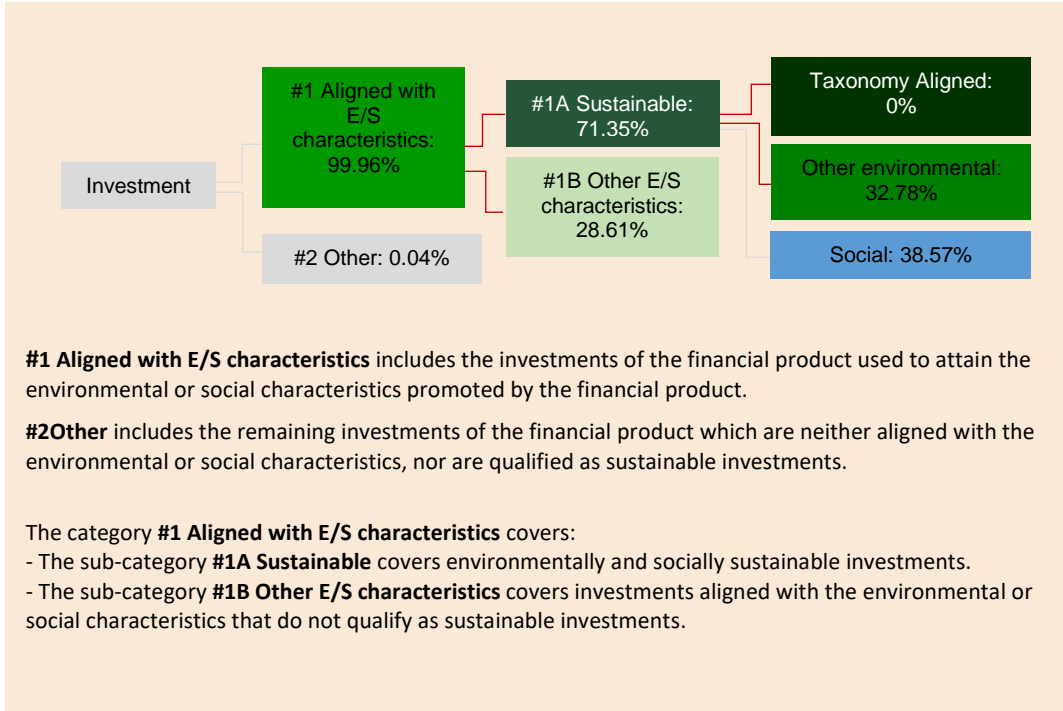 Investment
#1 Aligned with
E/S
characteristics:
99.96%
#2 Other: 0.04%
#1A Sustainable:
71.35%
#1B Other E/S
characteristics:
28.61%
Taxonomy Aligned:
0%
Other environmental:
32.78%
Social: 38.57%
#1 Aligned with E/S characteristics includes the investments of the financial product used to attain the
environmental or social characteristics promoted by the financial product.
#2Other includes the remaining investments of the financial product which are neither aligned with the
environmental or social characteristics, nor are qualified as sustainable investments.
The category #1 Aligned with E/S characteristics covers:
- The sub-category #1A Sustainable covers environmentally and socially sustainable investments.
- The sub-category #1B Other E/S characteristics covers investments aligned with the environmental or
social characteristics that do not qualify as sustainable investments.